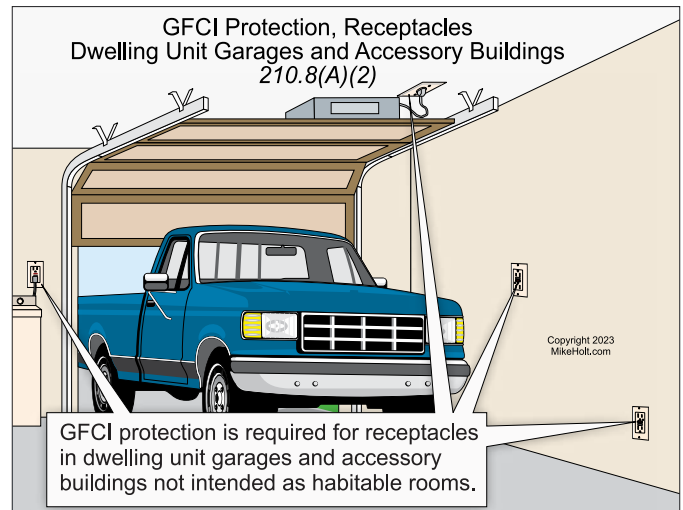 GFCI Protection, Receptacles
Dwelling Unit Garages and Accessory Buildings
210.8(A)(2)
Copyright 2023
MikeHolt.com
GFCI protection is required for receptacles
in dwelling unit garages and accessory
buildings not intended as habitable rooms.